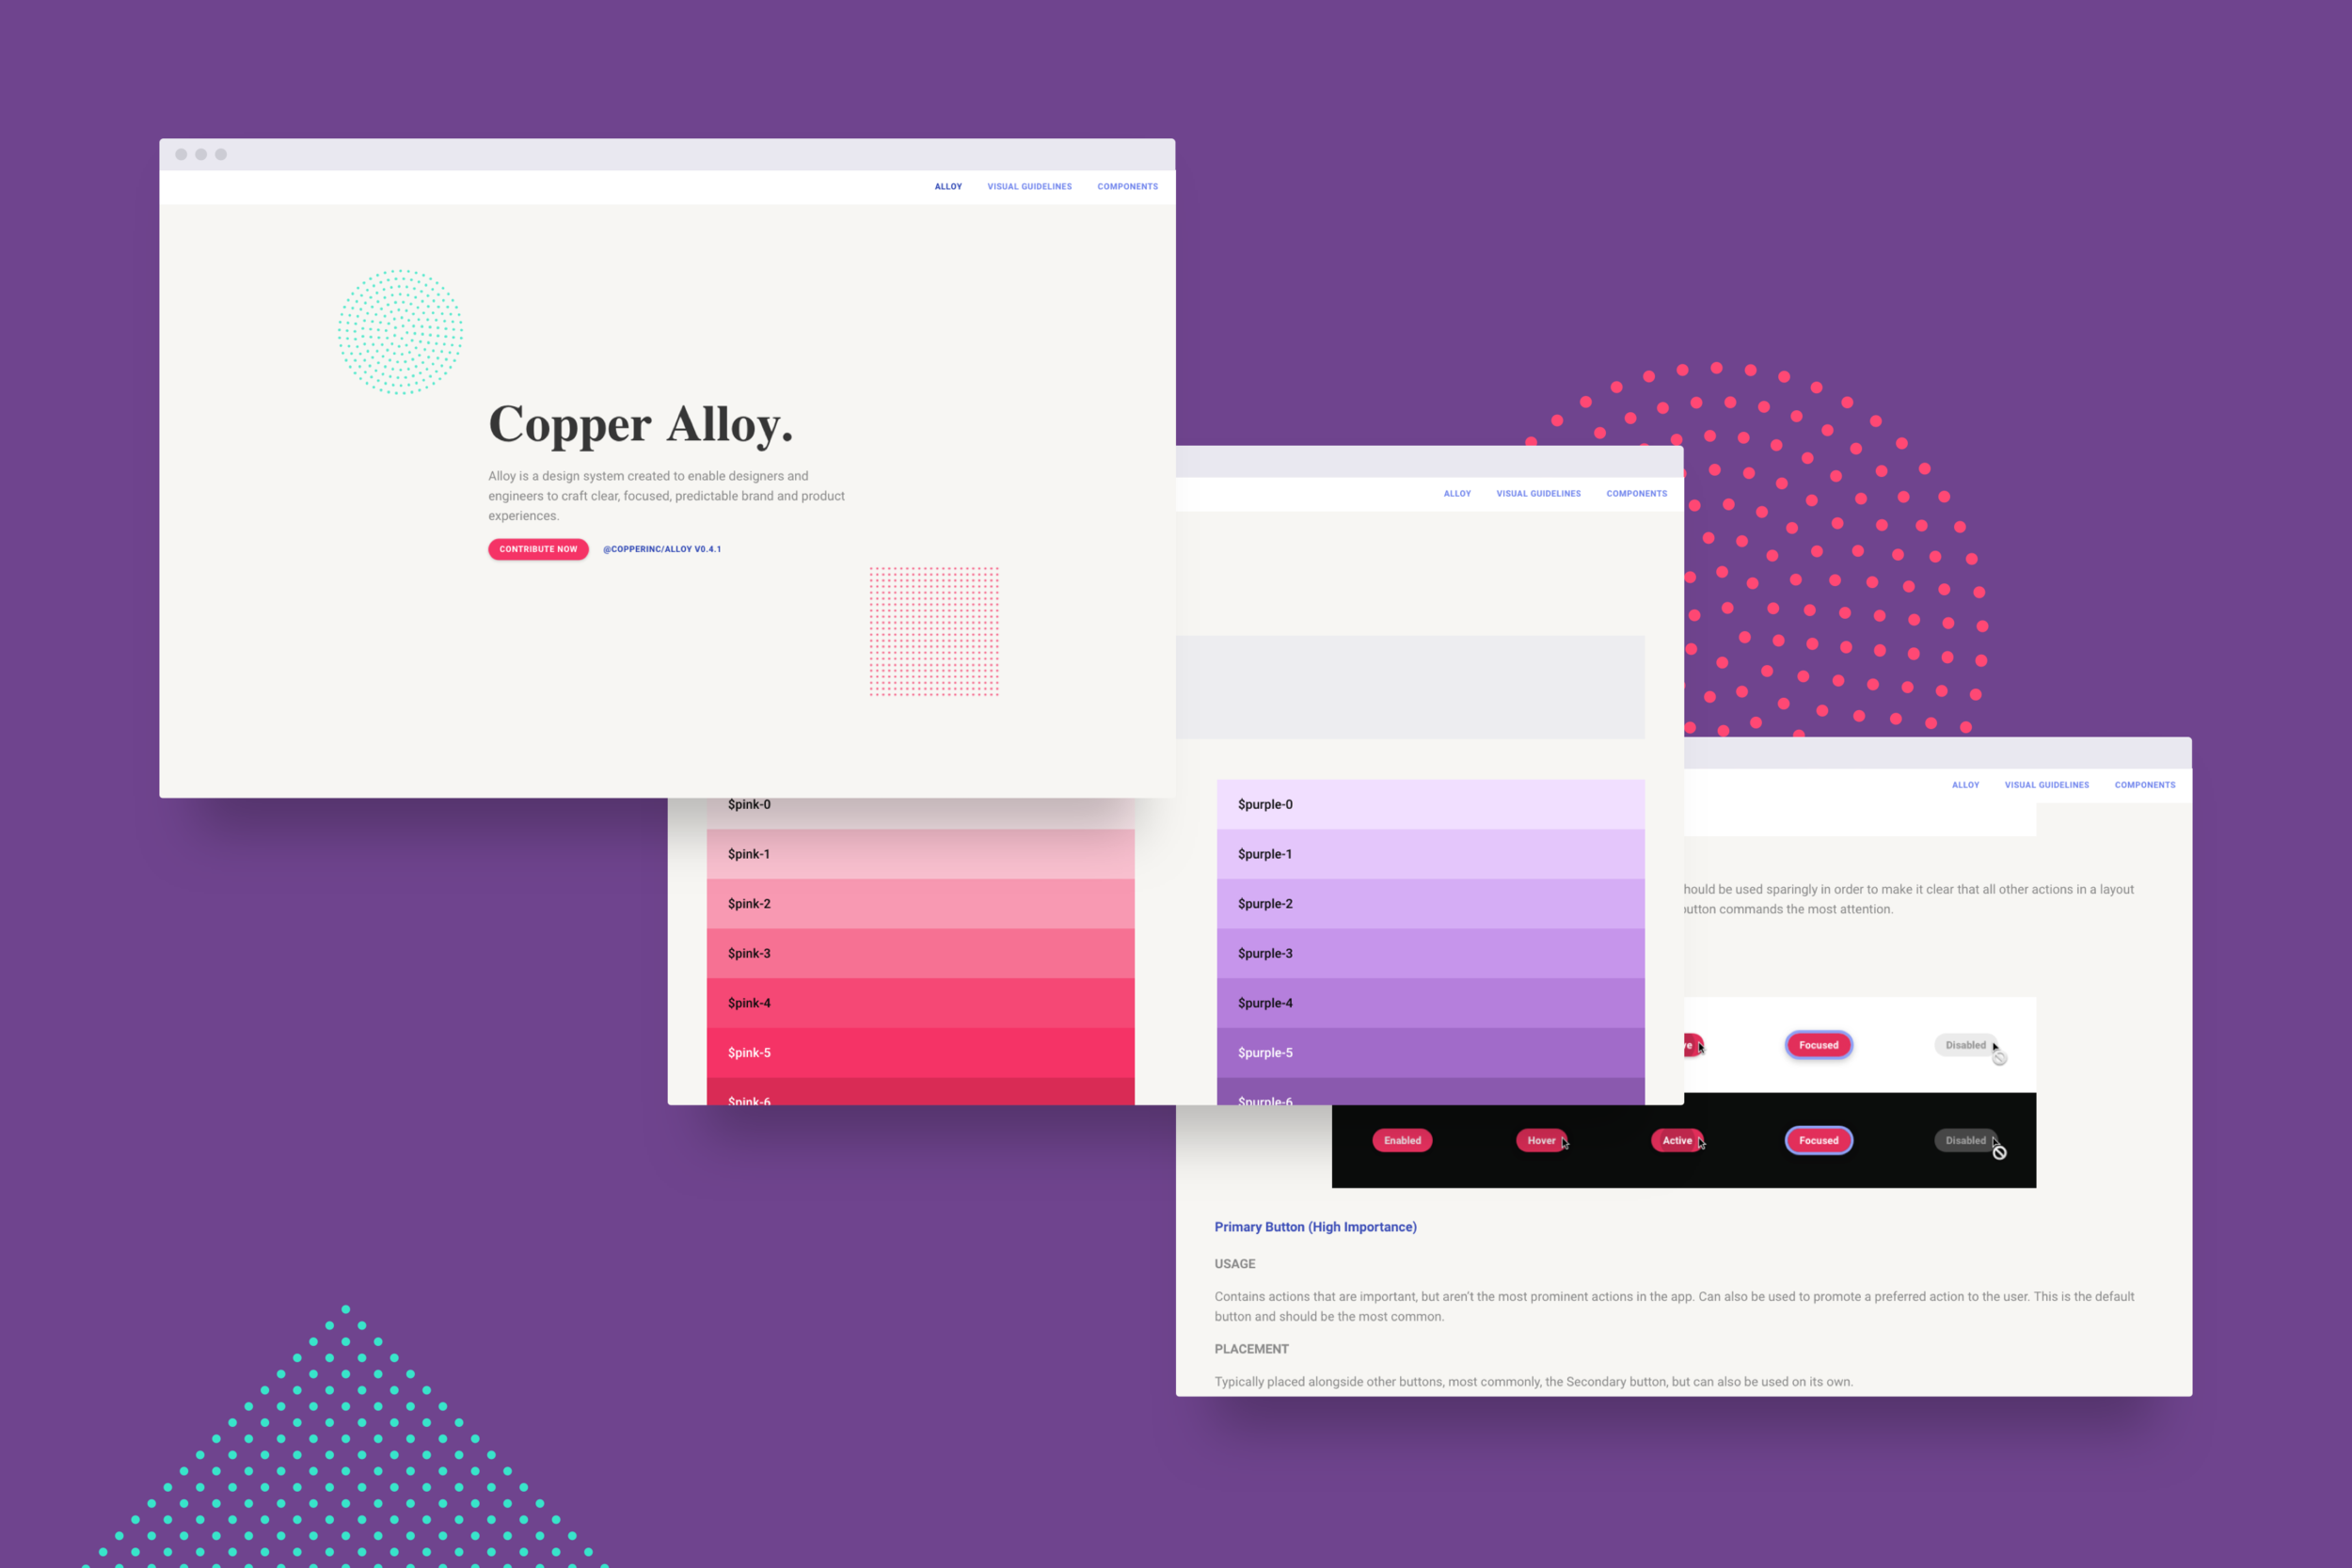 ALLOY VISUAL GUIDELINES COMPONENTS
Copper Alloy.
Alloy is a design system created to enable designers and
engineers to craft clear, focused, predictable brand and product
experiences.
CONTRIBUTE NOW @COPPERINC/ALLOY V0.4.1
ALLOY VISUAL GUIDELINES COMPONENTS
$pink-0
$pink-1
$pink-2
$pink-3
$pink-4
$pink-5
$pink-6
$purple-0
$purple-1
$purple-2
$purple-3
$purple-4
$purple-5
$purple-6
ALLOY VISUAL GUIDELINES COMPONENTS
be used sparingly in order to make it clear that all other actions in a layout
commands the most attention.
Focused Disabled
Enabled Hover Active Focused Disabled
Primary Button (High Importance)
USAGE
Contains actions that are important, but aren't the most prominent actions in the app. Can also be used to promote a preferred action to the user. This is the default
button and should be the most common.
PLACEMENT
Typically placed alongside other buttons, most commonly, the Secondary button, but can also be used on its own.